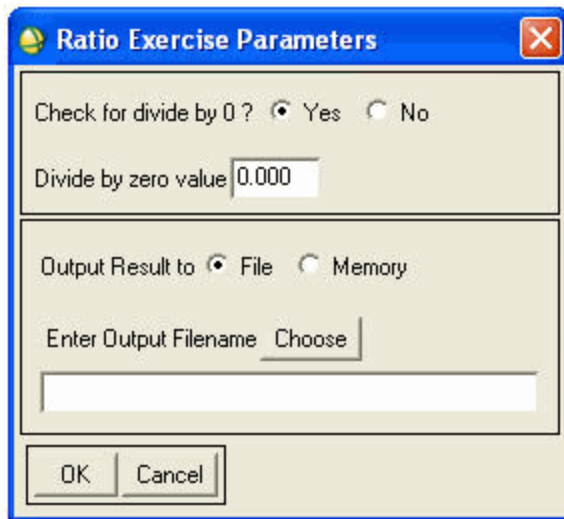 Ratio Exercise Parameters
Check for divide by 0 ? Yes No
Divide by zero value 0.000
Output Result to File Memory
Enter Output Filename Choose
OK Cancel